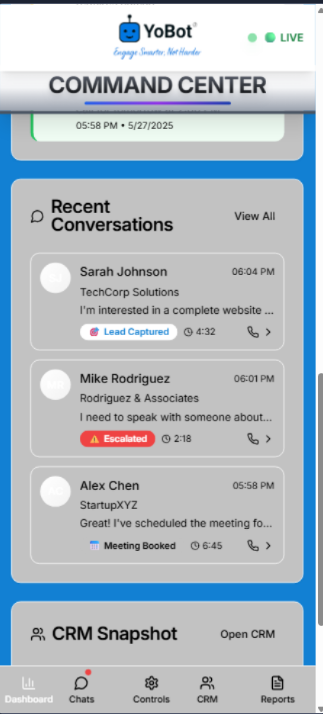 YoBot®
Engage Smarter, Not Harder
LIVE
COMMAND CENTER
05:58 PM • 5/27/2025
Recent
Conversations
View All
Sarah Johnson
06:04 PM
TechCorp Solutions
I'm interested in a complete website ...
Lead Captured
4:32
Mike Rodriguez
06:01 PM
Rodriguez & Associates
I need to speak with someone about...
Escalated
2:18
Alex Chen
05:58 PM
StartupXYZ
Great! I've scheduled the meeting fo...
Meeting Booked
6:45
CRM Snapshot
Open CRM
Dashboard
Chats
Controls
CRM
Reports